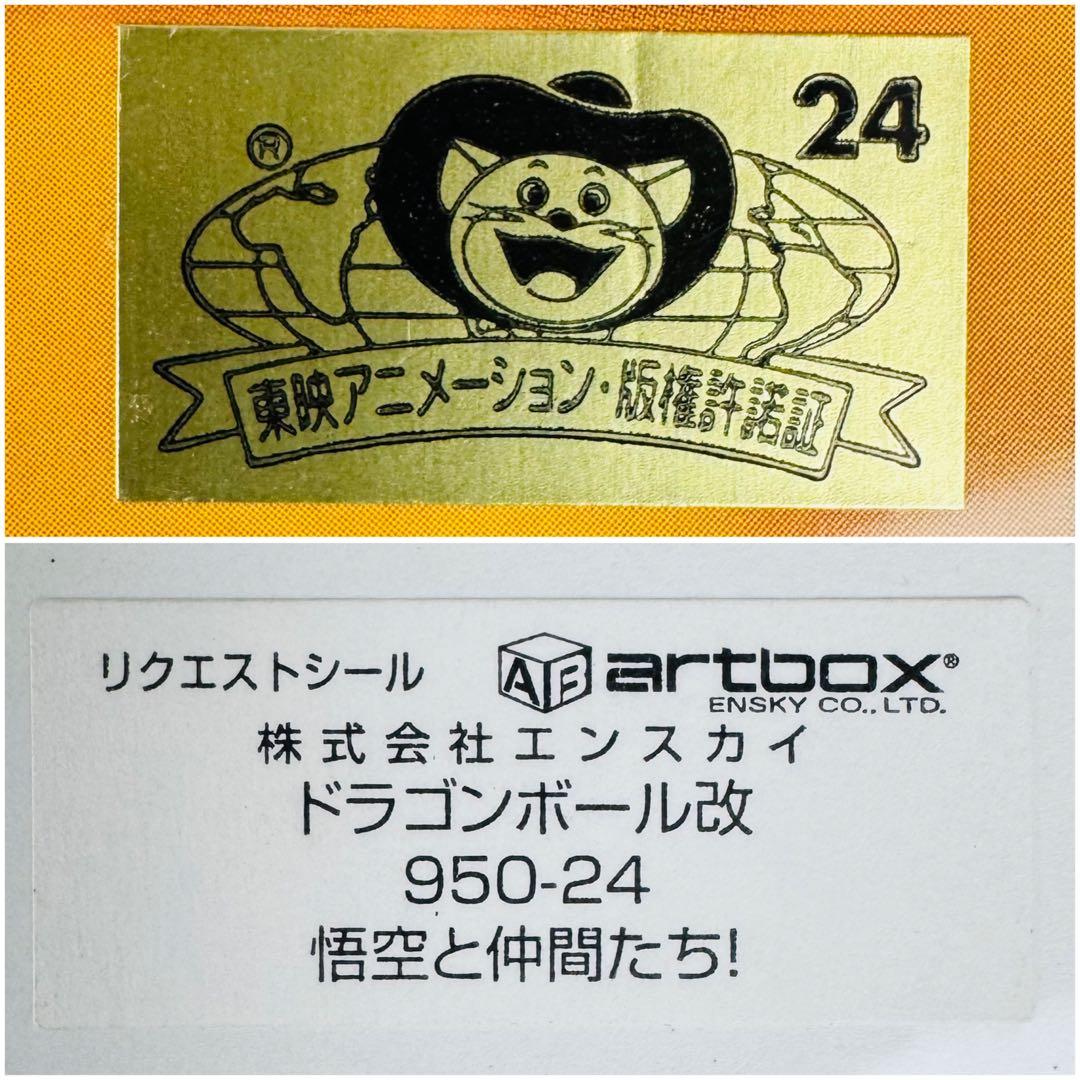 24
®
東映アニメーション・版権許諾証
リクエストシール
AB artbox®
ENSKY CO.,LTD.
株式会社エンスカイ
ドラゴンボール改
950-24
悟空と仲間たち!